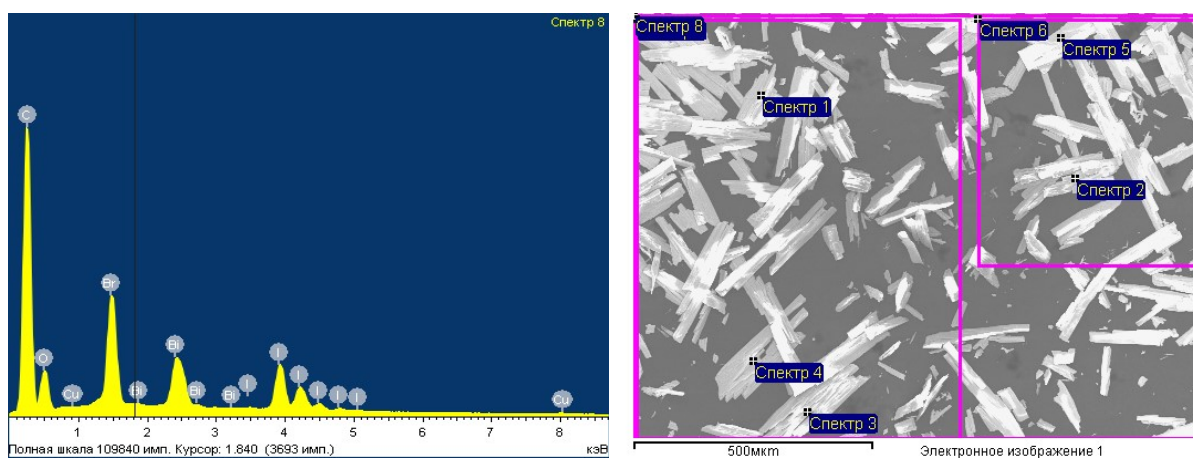 Спектр 8
C
Br
O
Bi
I
I
Cu
Bi
Bi
Bi
I
I
I
I
Cu
1 2 3 4 5 6 7 8
Полная шкала 109840 имп. Курсор: 1.840 (3693 имп.) кэВ
Спектр 8
Спектр 6
Спектр 5
Спектр 1
Спектр 2
Спектр 4
Спектр 3
500мкm
Электронное изображение 1